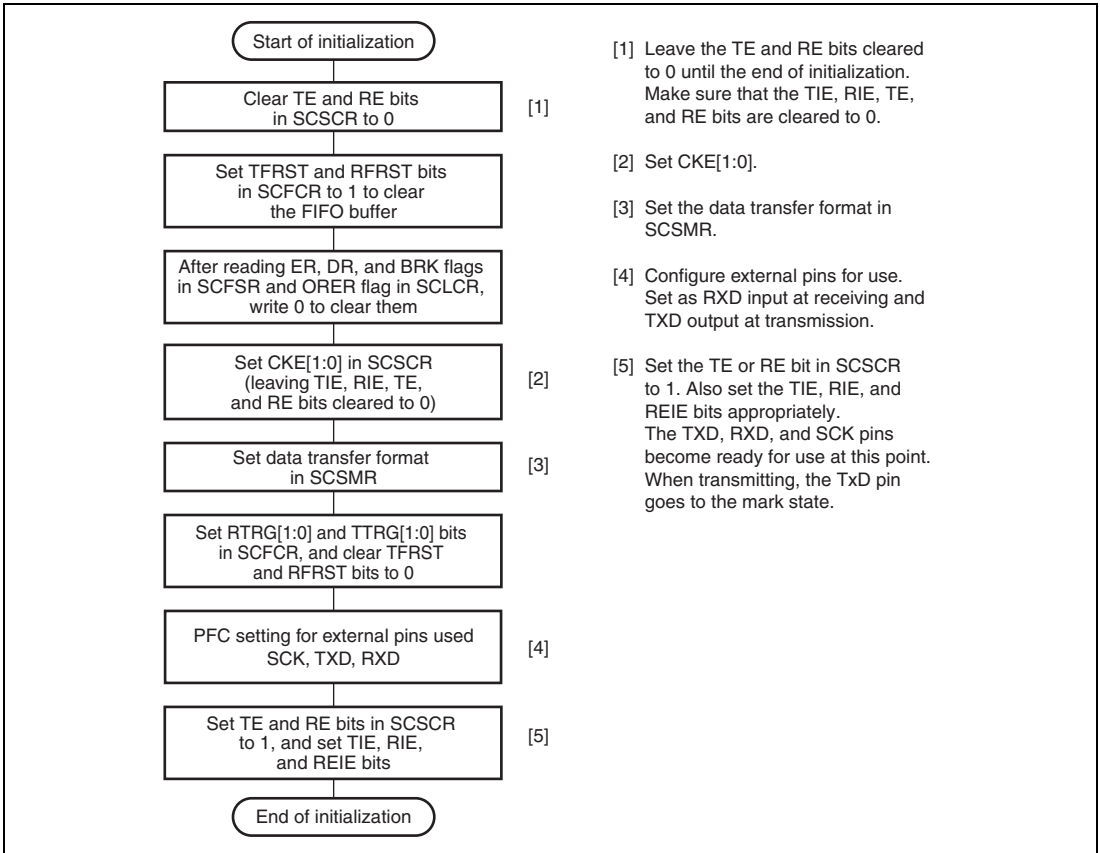 Start of initialization
Clear TE and RE bits
in SCSCR to 0
[1]
Set TFRST and RFRST bits
in SCFCR to 1 to clear
the FIFO buffer
After reading ER, DR, and BRK flags
in SCFSR and ORER flag in SCLCR,
write 0 to clear them
Set CKE[1:0] in SCSCR
(leaving TIE, RIE, TE,
and RE bits cleared to 0)
[2]
Set data transfer format
in SCSMR
[3]
Set RTRG[1:0] and TTRG[1:0] bits
in SCFCR, and clear TFRST
and RFRST bits to 0
PFC setting for external pins used
SCK, TXD, RXD
[4]
Set TE and RE bits in SCSCR
to 1, and set TIE, RIE,
and REIE bits
[5]
End of initialization
[1] Leave the TE and RE bits cleared
to 0 until the end of initialization.
Make sure that the TIE, RIE, TE,
and RE bits are cleared to 0.
[2] Set CKE[1:0].
[3] Set the data transfer format in
SCSMR.
[4] Configure external pins for use.
Set as RXD input at receiving and
TXD output at transmission.
[5] Set the TE or RE bit in SCSCR
to 1. Also set the TIE, RIE, and
REIE bits appropriately.
The TXD, RXD, and SCK pins
become ready for use at this point.
When transmitting, the TxD pin
goes to the mark state.